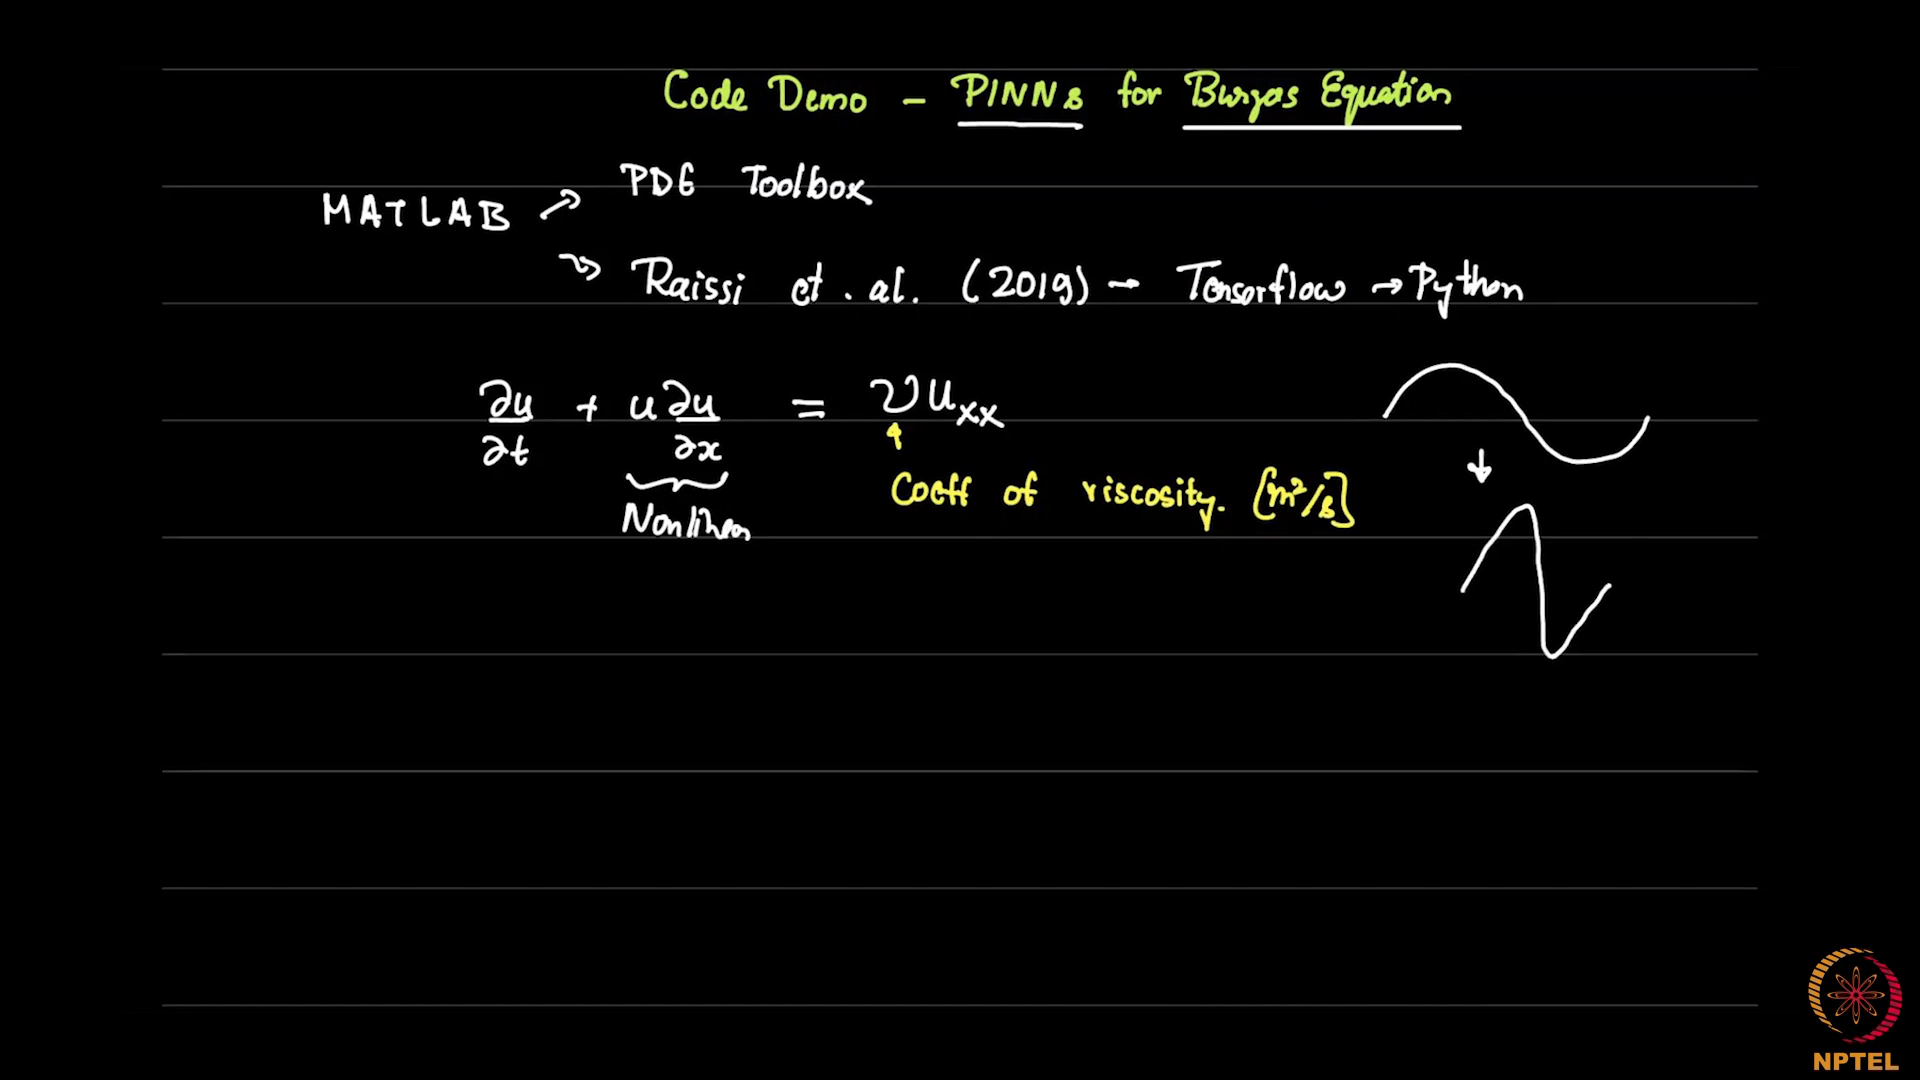 Code Demo - PINNs for Burgers Equation
MATLAB → PDE Toolbox
→ Raissi et. al. (2019) - Tensorflow → Python
∂u/∂t + u ∂u/∂x = νu_xx
Coeff of viscosity. [m²/s]
Nonlinear
NPTEL